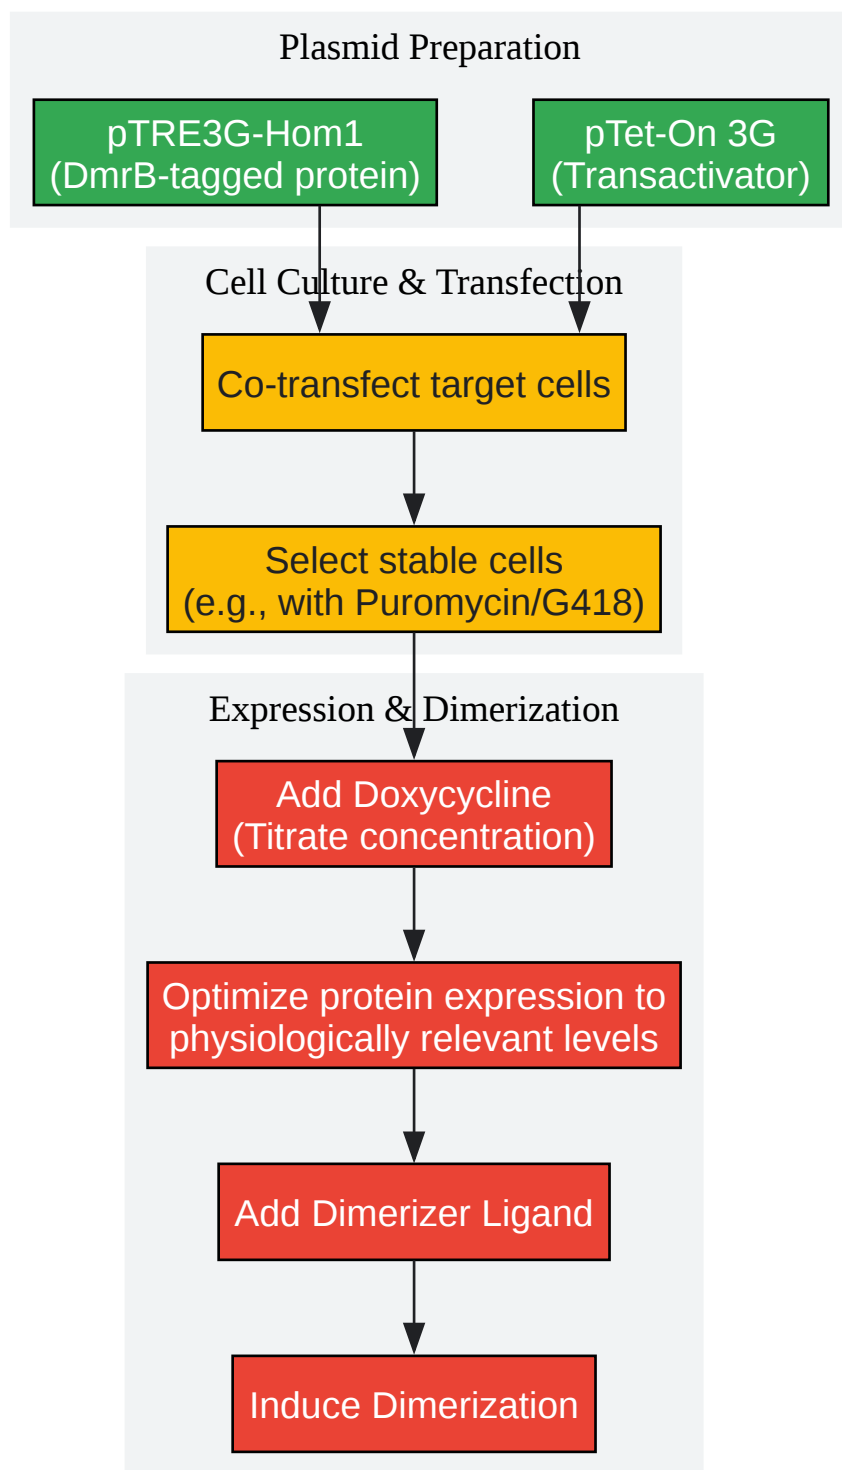 Plasmid Preparation
pTRE3G-Hom1
(DmrB-tagged protein)
pTet-On 3G
(Transactivator)
Cell Culture & Transfection
Co-transfect target cells
Select stable cells
(e.g., with Puromycin/G418)
Expression & Dimerization
Add Doxycycline
(Titrate concentration)
Optimize protein expression to
physiologically relevant levels
Add Dimerizer Ligand
Induce Dimerization